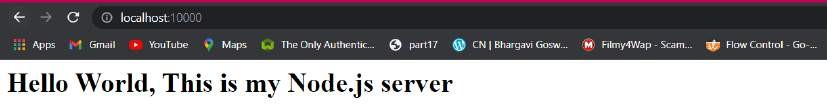 localhost:10000
Apps M Gmail YouTube Maps The Only Authentic... part17 CN | Bhargavi Gosw... Filmy4Wap - Scam... Flow Control - Go-...
Hello World, This is my Node.js server